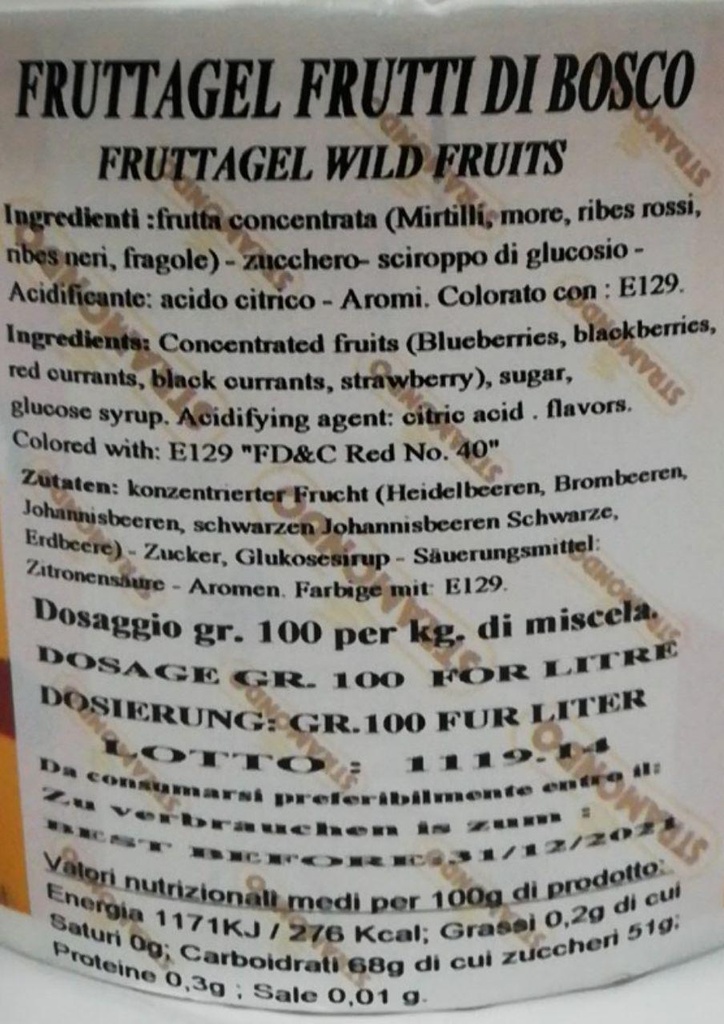 FRUTTAGEL FRUTTI DI BOSCO
FRUTTAGEL WILD FRUITS
Ingredienti :frutta concentrata (Mirtilli, more, ribes rossi,
ribes neri, fragole) - zucchero- sciroppo di glucosio -
Acidificante: acido citrico - Aromi. Colorato con : E129.
Ingredients: Concentrated fruits (Blueberries, blackberries,
red currants, black currants, strawberry), sugar,
glucose syrup. Acidifying agent: citric acid . flavors.
Colored with: E129 "FD&C Red No. 40"
Zutaten: konzentrierter Frucht (Heidelbeeren, Brombeeren,
Johannisbeeren, schwarzen Johannisbeeren Schwarze,
Erdbeere) - Zucker, Glukosesirup - Säuerungsmittel:
Zitronensäure - Aromen. Farbige mit: E129.
Dosaggio gr. 100 per kg. di miscela.
DOSAGE GR. 100 FOR LITRE
DOSIERUNG: GR.100 FUR LITER
LOTTO : 1119.14
Da consumarsi preferibilmente entro il:
Zu verbrauchen is zum :
BEST BEFORE:31/12/2021
Valori nutrizionali medi per 100g di prodotto:
Energia 1171KJ / 276 Kcal; Grassi 0,2g di cui
Saturi 0g; Carboidrati 68g di cui zuccheri 51g;
Proteine 0,3g ; Sale 0,01 g.